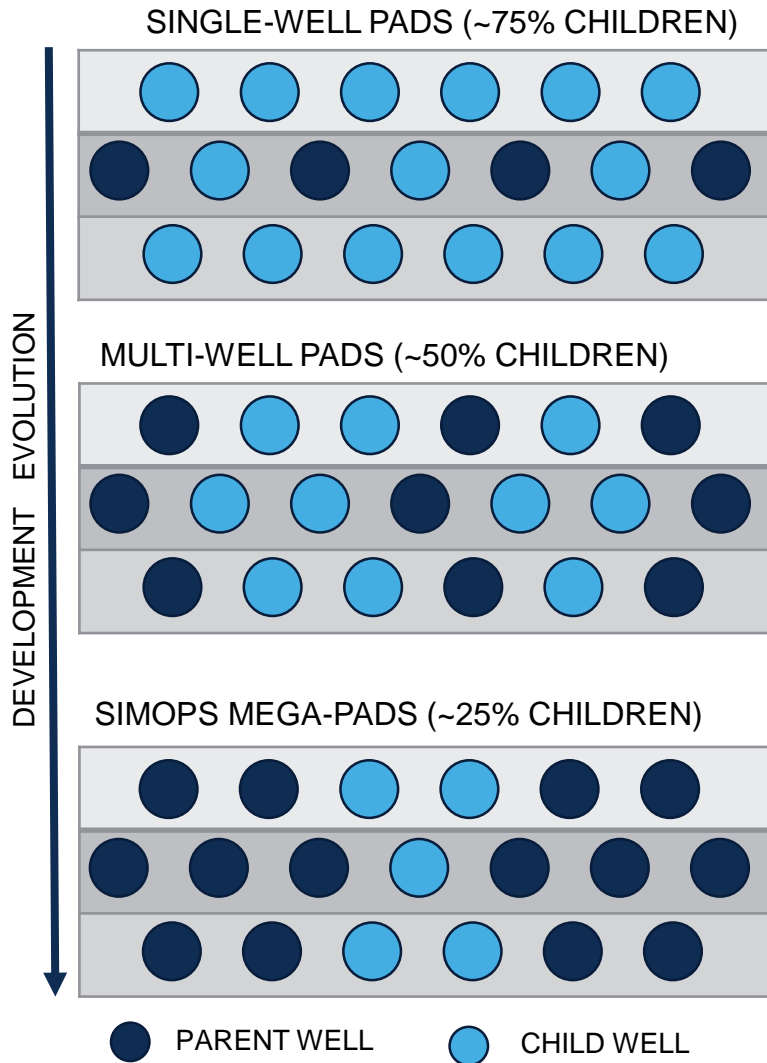 SINGLE-WELL PADS (~75% CHILDREN)
MULTI-WELL PADS (~50% CHILDREN)
DEVELOPMENT EVOLUTION
SIMOPS MEGA-PADS (~25% CHILDREN)
PARENT WELL
CHILD WELL